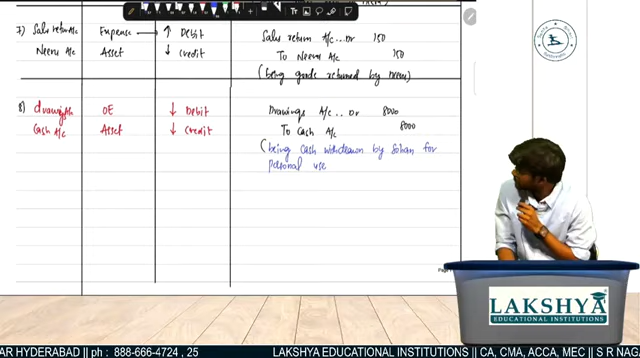 7) Sales return A/c Expense → ↑ Debit Sales return A/c...Dr 150
Neeru A/c Asset ↓ Credit To Neeru A/c 150
(being goods returned by Neeru)
8) drawings A/c OE ↓ Debit Drawings A/c ... Dr 8000
Cash A/c Asset ↓ Credit To Cash A/c 8000
(being cash withdrawn by Sohan for
personal use
Tr
LAKSHYA
EDUCATIONAL INSTITUTIONS
AR HYDERABAD || ph : 888-666-4724, 25 LAKSHYA EDUCATIONAL INSTITUTIONS || CA, CMA, ACCA, MEC || S R NAG